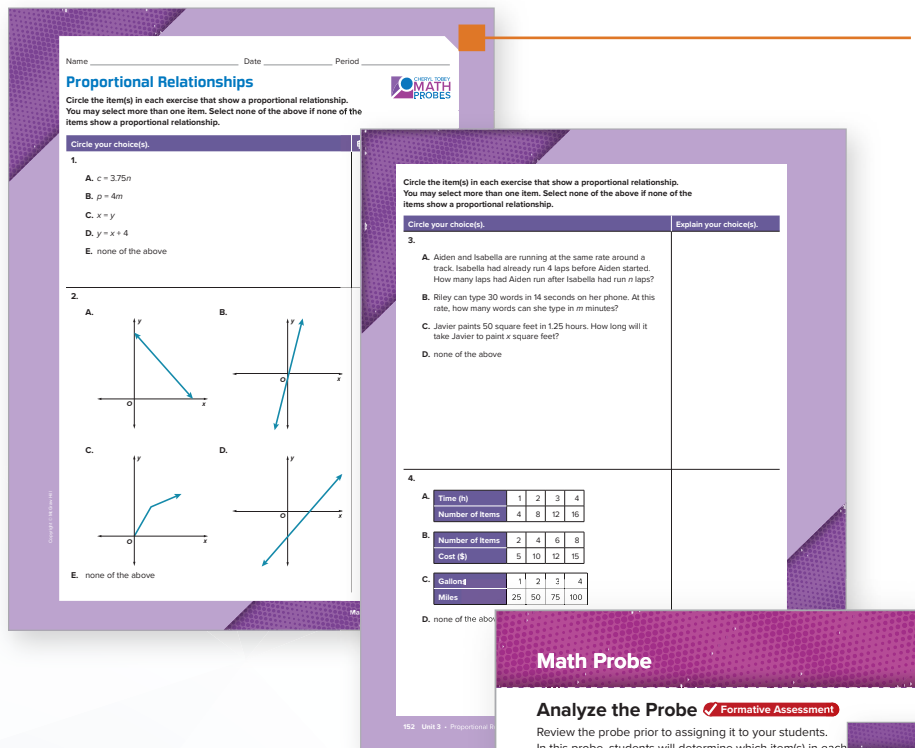 Name Date Period
Proportional Relationships
CHERYL TOBEY
MATH
PROBES
Circle the item(s) in each exercise that show a proportional relationship.
You may select more than one item. Select none of the above if none of the
items show a proportional relationship.
Circle your choice(s).
1.
A. c = 3.75n
B. p = 4m
C. x = y
D. y = x + 4
E. none of the above
2.
A.
y
O
x
B.
y
O
x
C.
y
O
x
D.
y
O
x
E. none of the above
Circle the item(s) in each exercise that show a proportional relationship.
You may select more than one item. Select none of the above if none of the
items show a proportional relationship.
Circle your choice(s). Explain your choice(s).
3.
A. Aiden and Isabella are running at the same rate around a
track. Isabella had already run 4 laps before Aiden started.
How many laps had Aiden run after Isabella had run n laps?
B. Riley can type 30 words in 14 seconds on her phone. At this
rate, how many words can she type in m minutes?
C. Javier paints 50 square feet in 1.25 hours. How long will it
take Javier to paint x square feet?
D. none of the above
4.
A. Time (h) 1 2 3 4
Number of Items 4 8 12 16
B. Number of Items 2 4 6 8
Cost ($) 5 10 12 15
C. Gallons 1 2 3 4
Miles 25 50 75 100
D. none of the
152 Unit 3 • Proportional
Math Probe
Analyze the Probe Formative Assessment
Review the probe prior to assigning it to your students.
In this probe, students will determine which item(s) in each